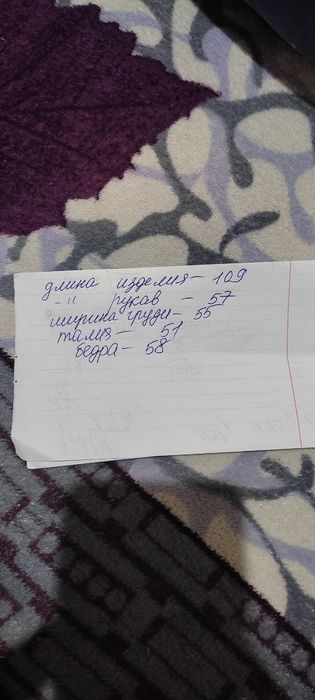 длина изделия – 109
–"– рукав – 57
ширина груди – 55
талия – 51
бедра – 58